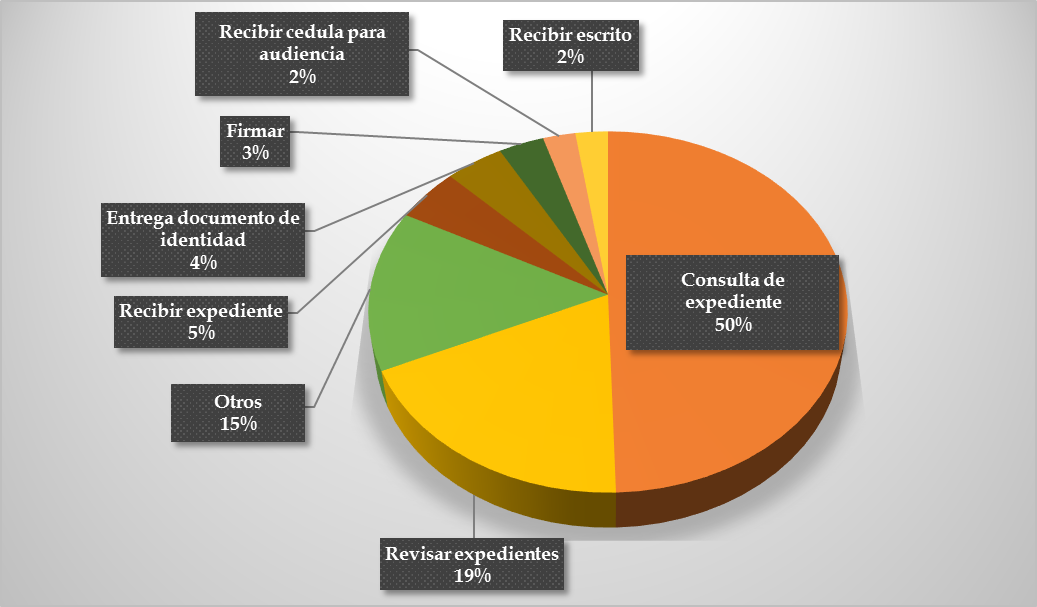 Recibir cedula para
audiencia
2%
Recibir escrito
2%
Firmar
3%
Entrega documento de
identidad
4%
Consulta de
expediente
50%
Recibir expediente
5%
Otros
15%
Revisar expedientes
19%